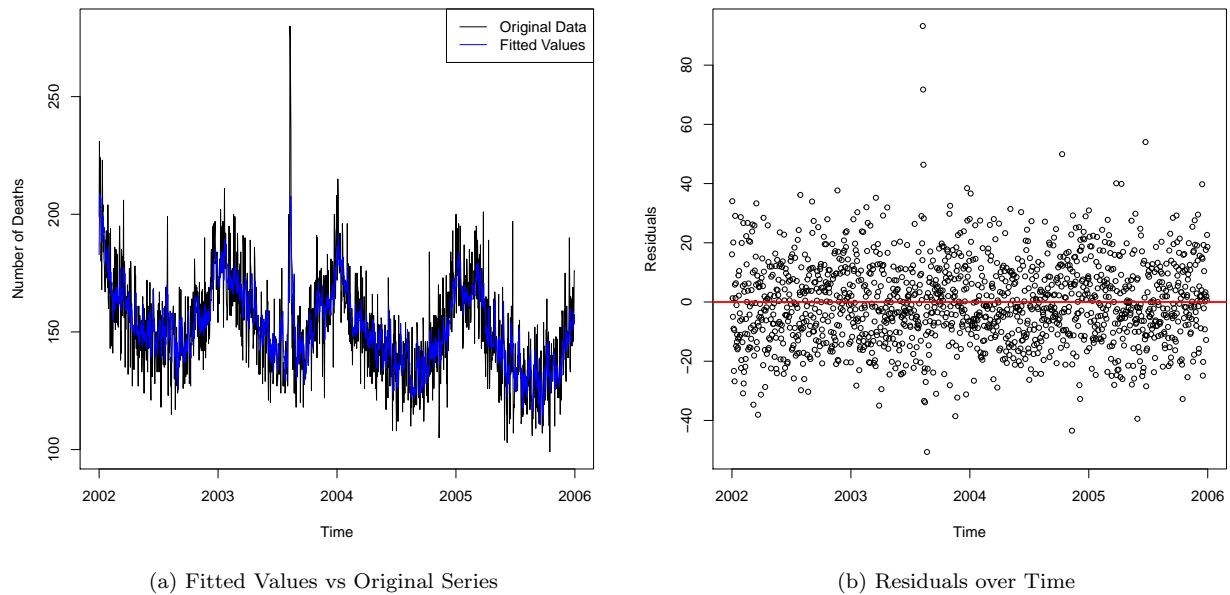 Original Data
Fitted Values
Number of Deaths
250
200
150
100
2002
2003
2004
2005
2006
Time
(a) Fitted Values vs Original Series
Residuals
80
60
40
20
0
−20
−40
2002
2003
2004
2005
2006
Time
(b) Residuals over Time